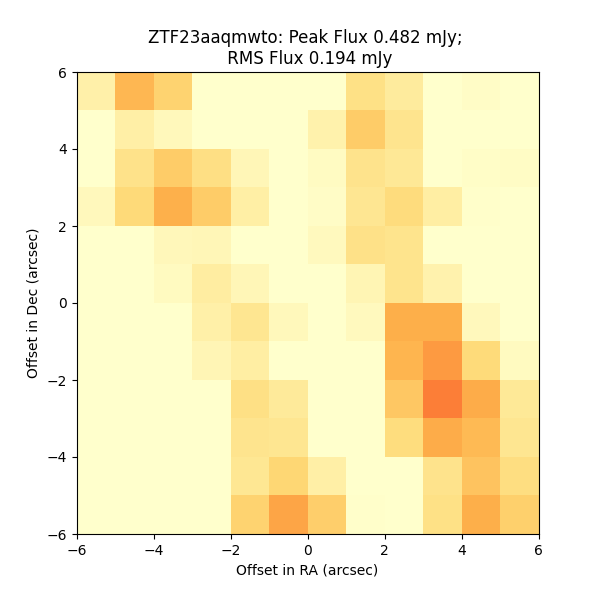 ZTF23aaqmwto: Peak Flux 0.482 mJy;
RMS Flux 0.194 mJy
6
4
2
0
−2
−4
−6
Offset in Dec (arcsec)
−6 −4 −2 0 2 4 6
Offset in RA (arcsec)